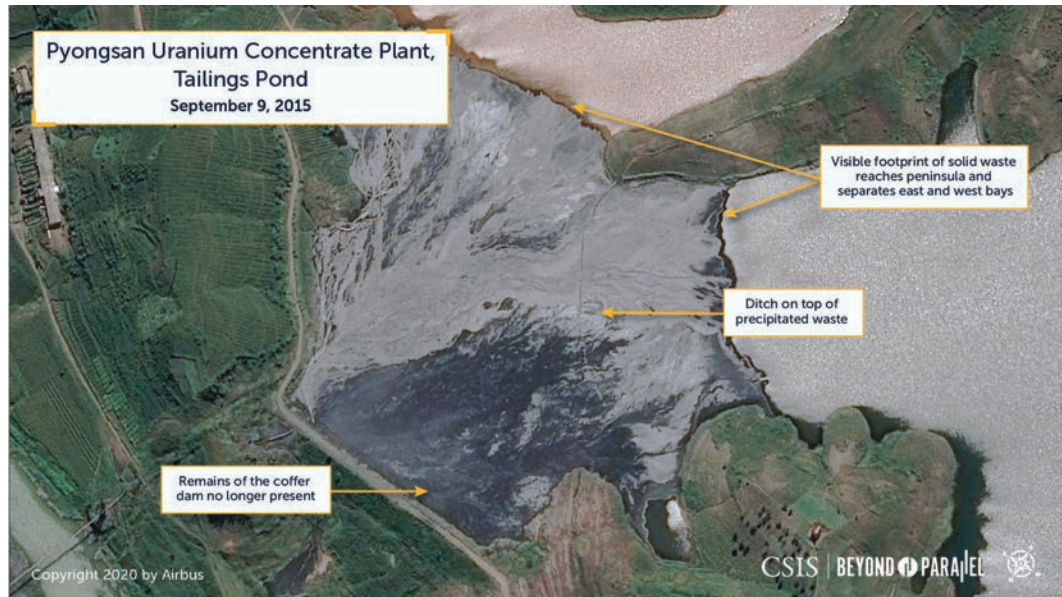 Pyongsan Uranium Concentrate Plant,
Tailings Pond
September 9, 2015
Visible footprint of solid waste
reaches peninsula and
separates east and west bays
Ditch on top of
precipitated waste
Remains of the coffer
dam no longer present
Copyright 2020 by Airbus
CSIS | BEYOND PARALLEL